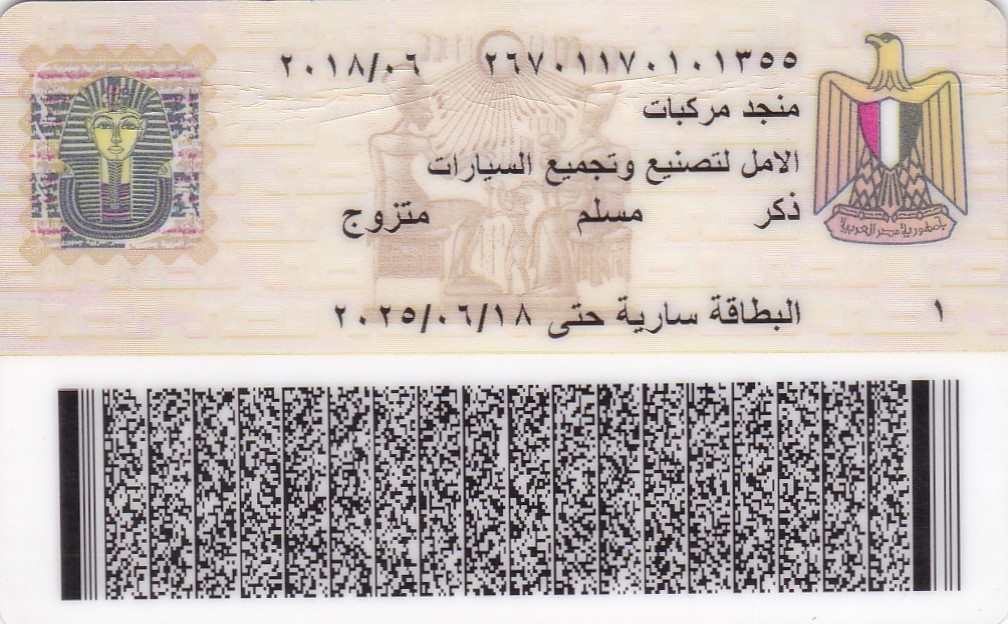 ٢٦٧٠١١٧٠١٠١٣٥٥ ٢٠١٨/٠٦
منجد مركبات
الامل لتصنيع وتجميع السيارات
ذكر مسلم متزوج
جمهورية مصر العربية
١ البطاقة سارية حتى ٢٠٢٥/٠٦/١٨